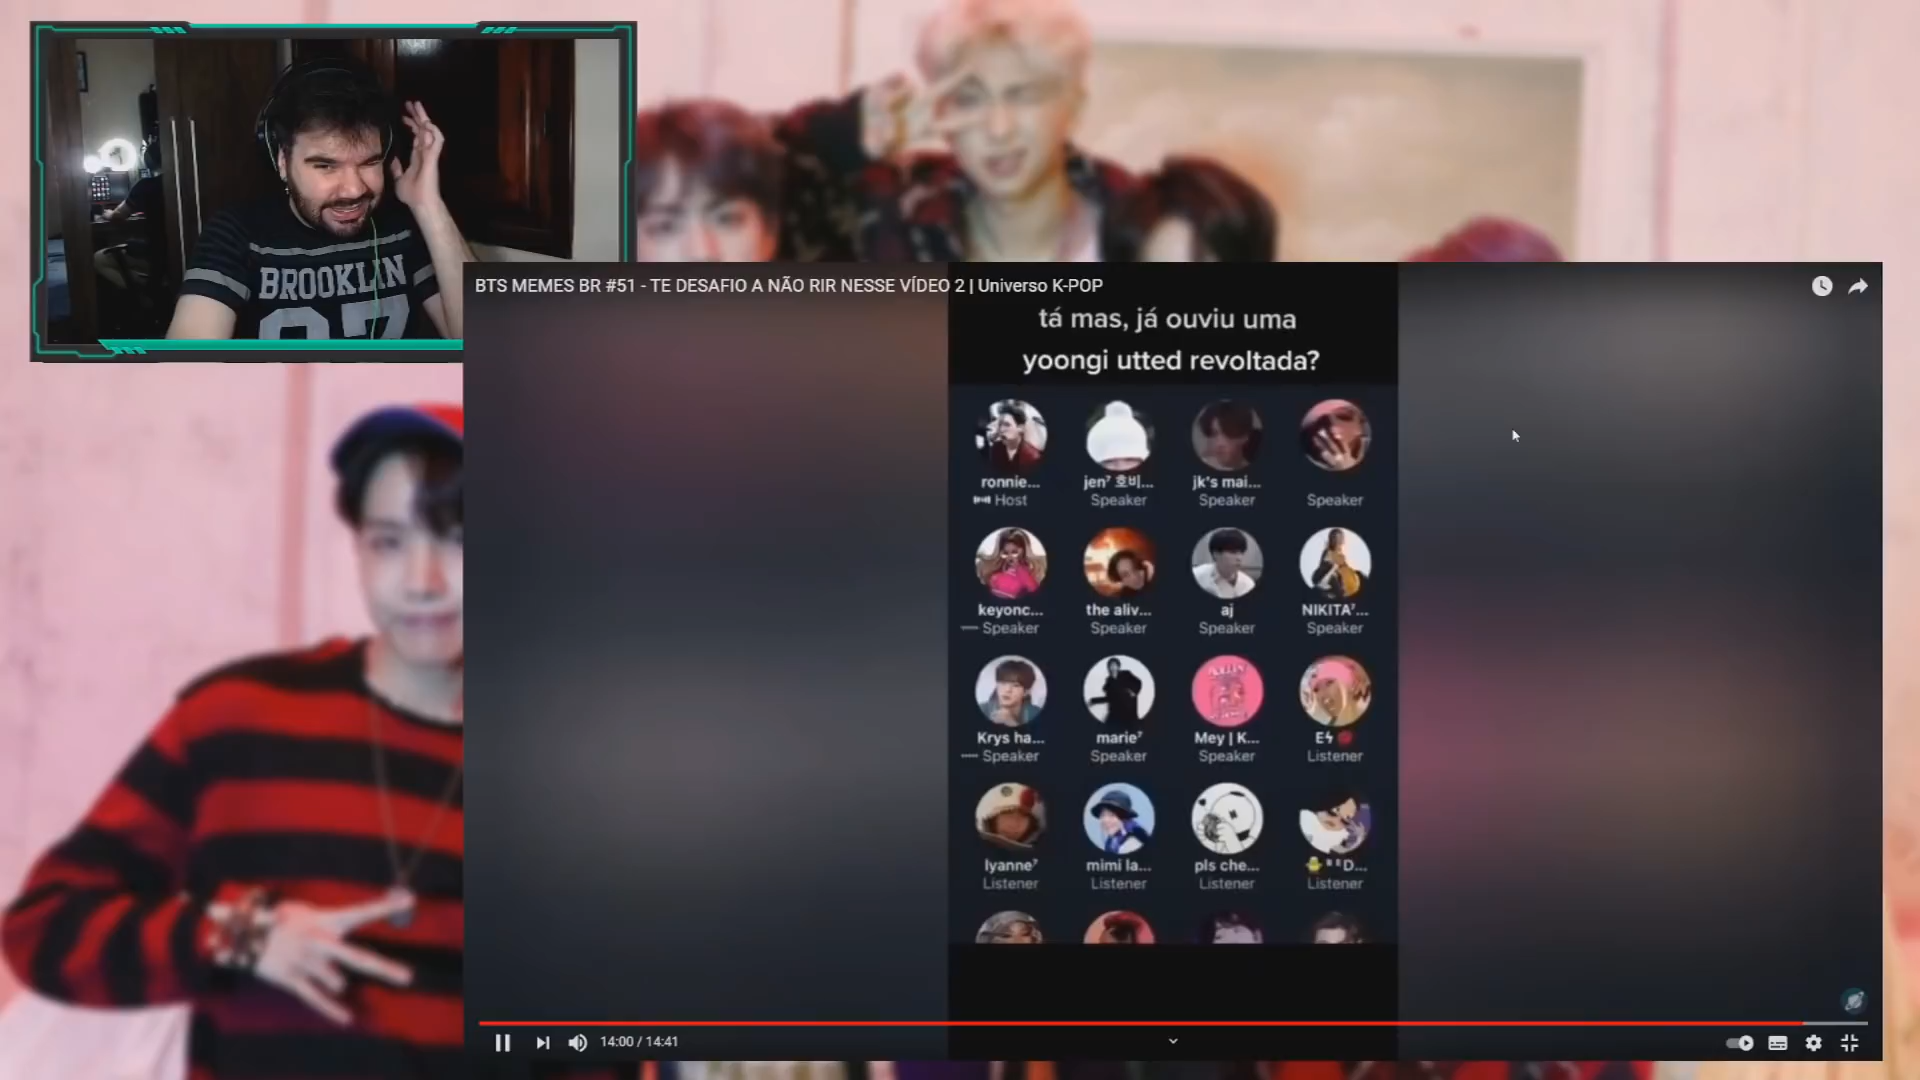 BROOKLIN
BTS MEMES BR #51 - TE DESAFIO A NÃO RIR NESSE VÍDEO 2 | Universo K-POP
tá mas, já ouviu uma
yoongi utted revoltada?
ronnie... jen⁷ 호비... jk's mai...
Host Speaker Speaker Speaker
keyonc... the aliv... aj NIKITA⁷...
Speaker Speaker Speaker Speaker
Krys ha... marie⁷ Mey | K... E
Speaker Speaker Speaker Listener
lyanne⁷ mimi la... pls che... D...
Listener Listener Listener Listener
14:00 / 14:41